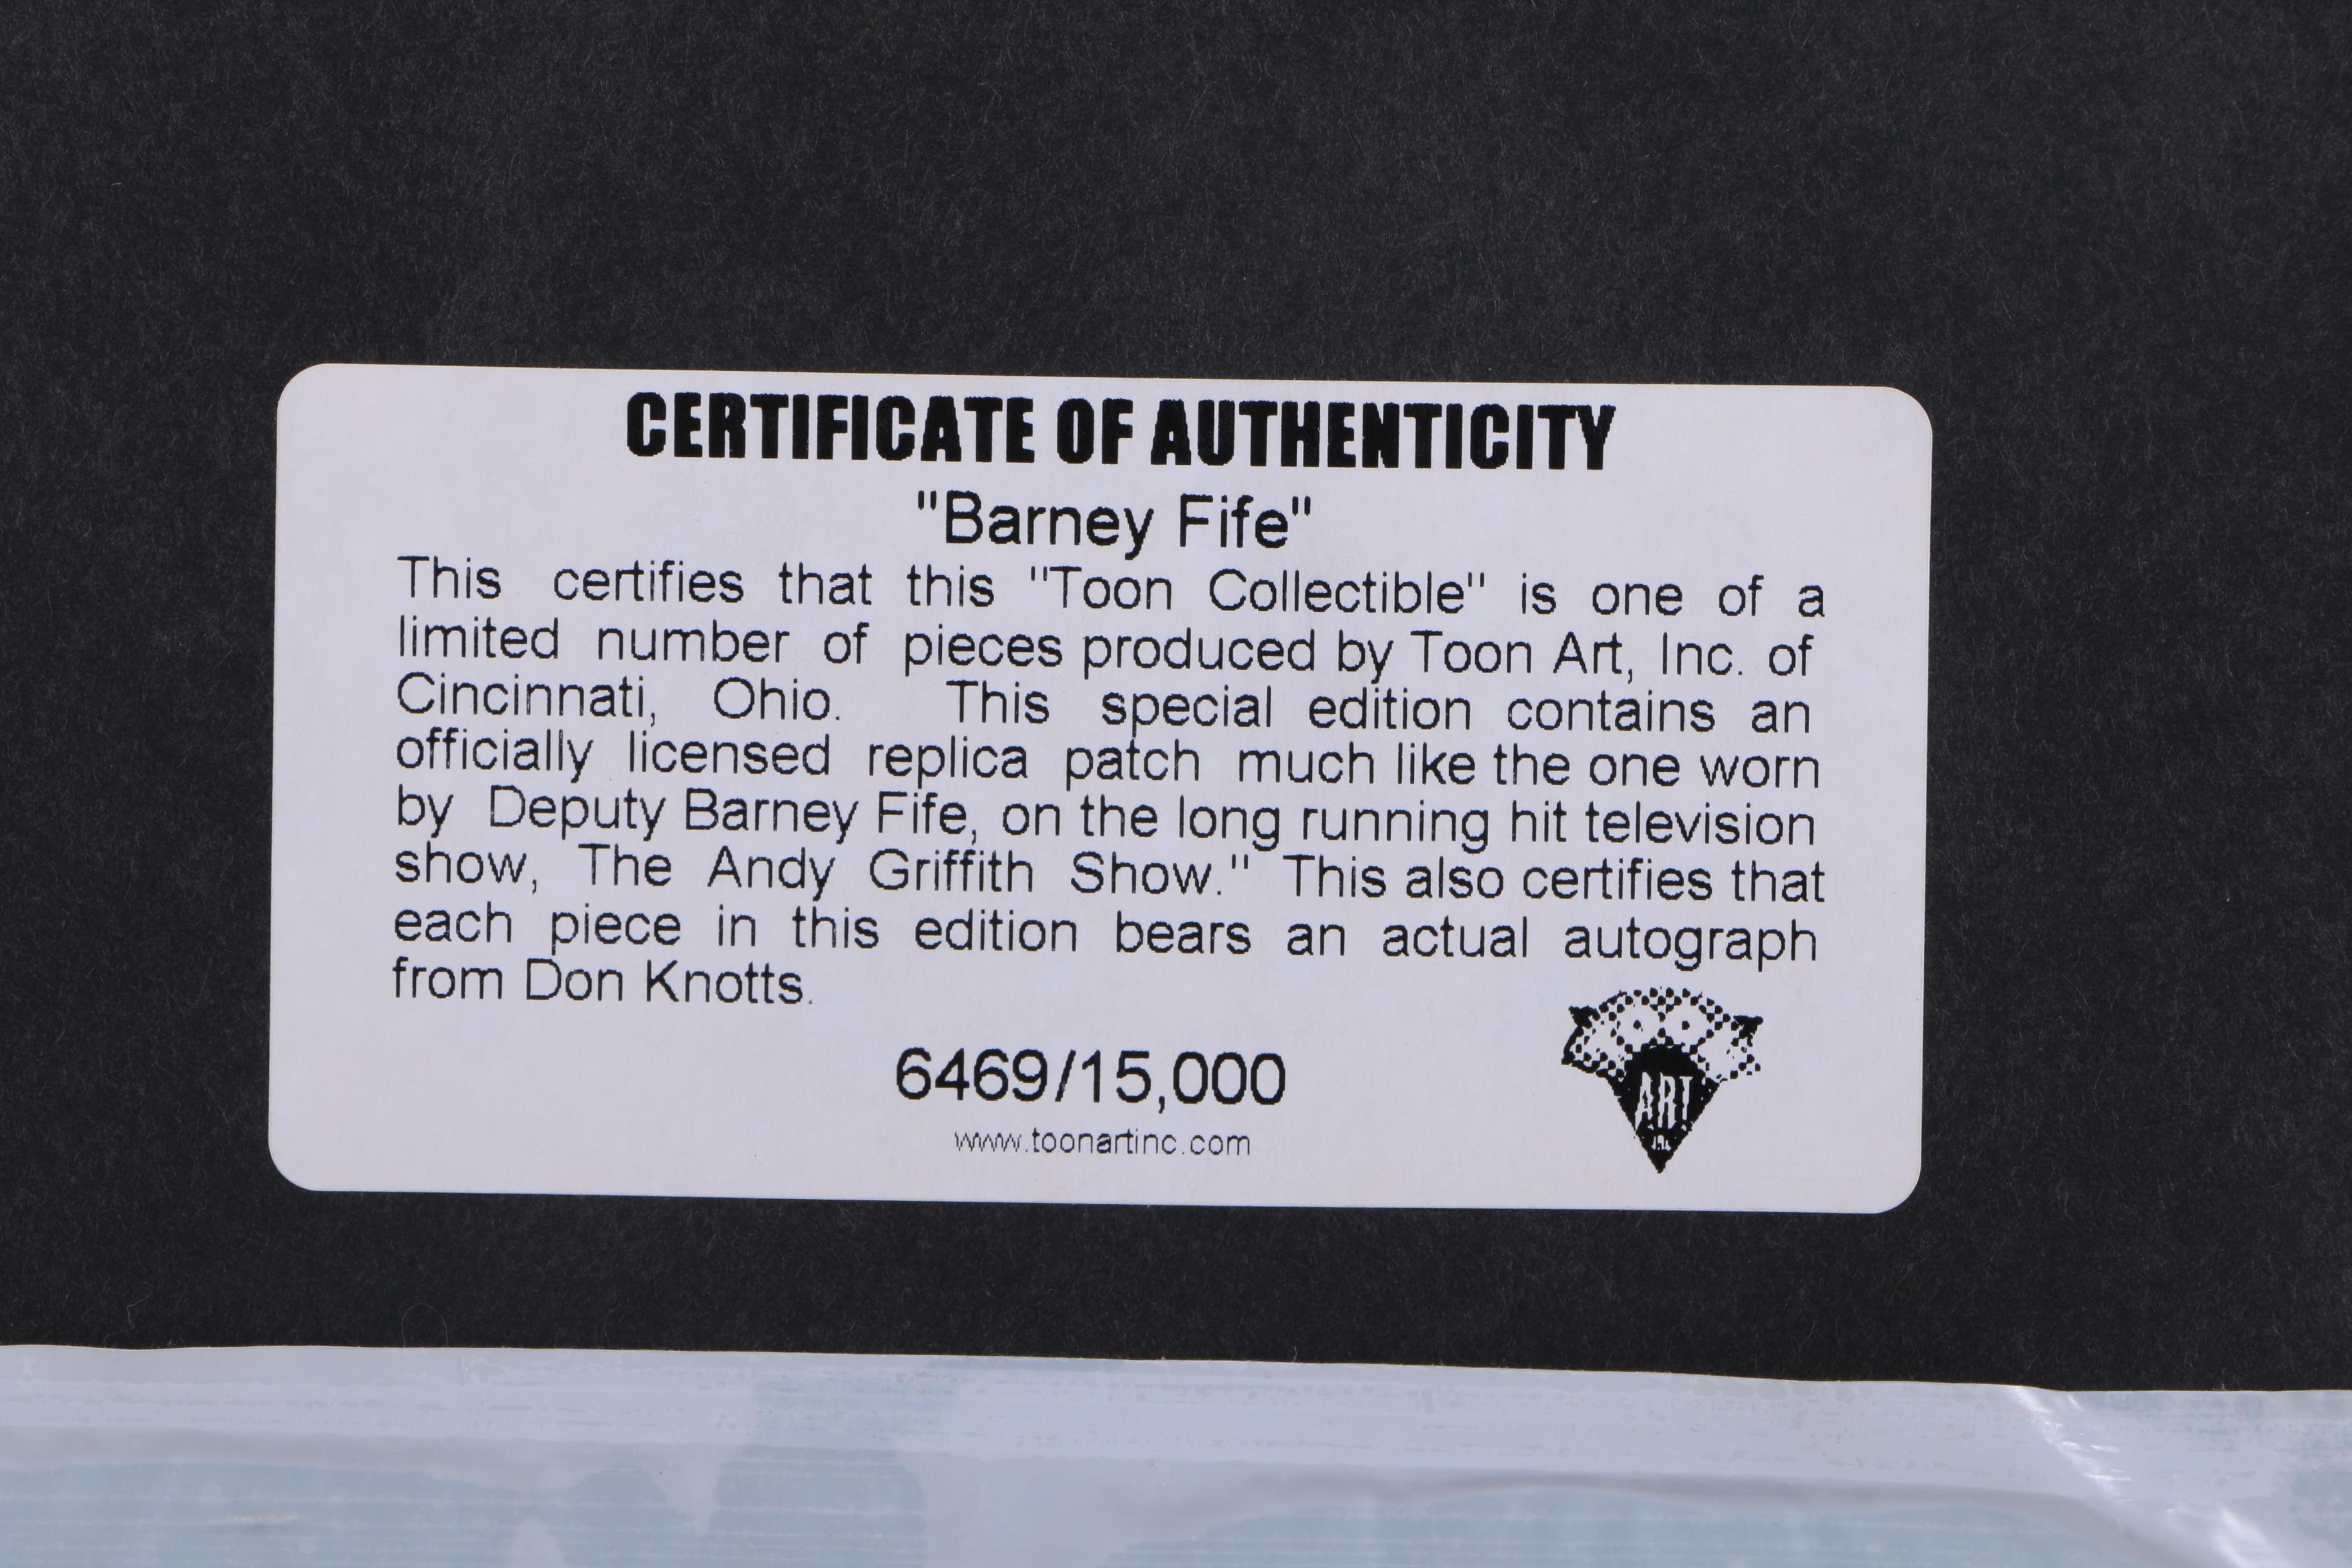 CERTIFICATE OF AUTHENTICITY
"Barney Fife"
This certifies that this "Toon Collectible" is one of a
limited number of pieces produced by Toon Art, Inc. of
Cincinnati, Ohio. This special edition contains an
officially licensed replica patch much like the one worn
by Deputy Barney Fife, on the long running hit television
show, The Andy Griffith Show." This also certifies that
each piece in this edition bears an actual autograph
from Don Knotts.
6469/15,000
www.toonartinc.com
ART